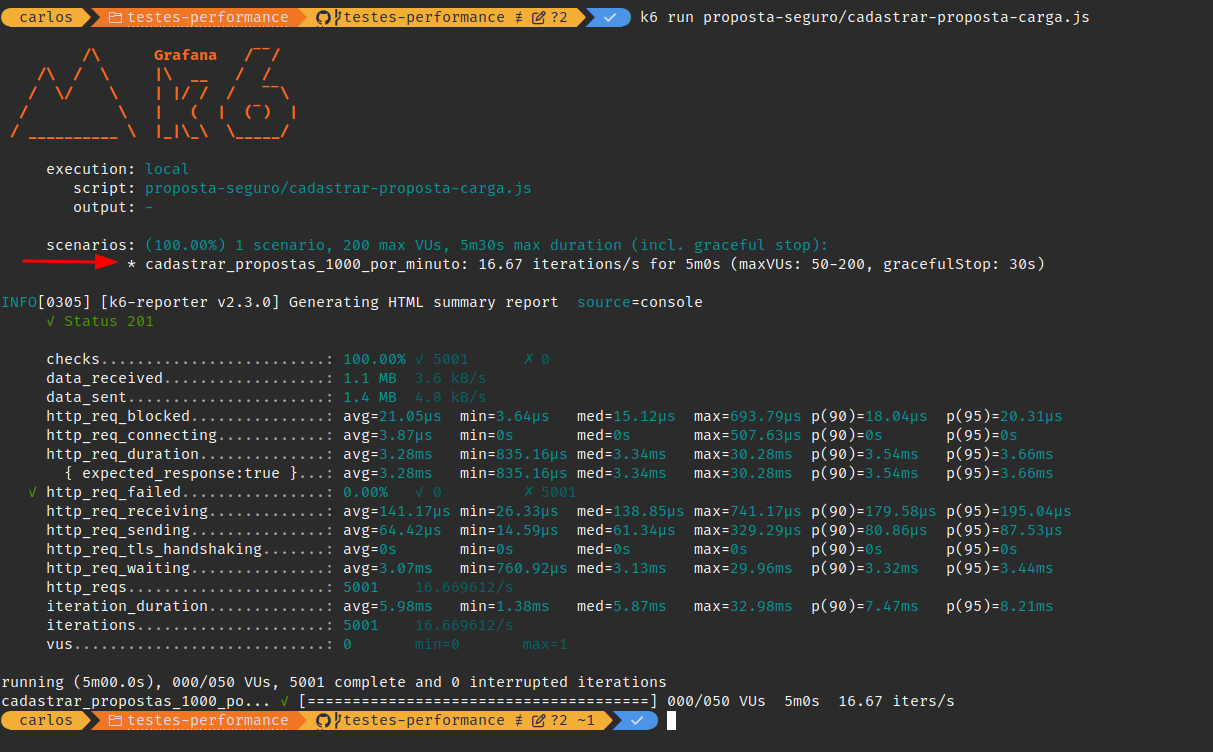 carlos testes-performance testes-performance ≢ ?2 ✓ k6 run proposta-seguro/cadastrar-proposta-carga.js
         /\      Grafana   /‾‾/
    /\  /  \     |\  __   /  /
   /  \/    \    | |/ /  /   ‾‾\
  /          \   |   (  |  (‾)  |
 / __________ \  |_|\_\  \_____/
execution: local
script: proposta-seguro/cadastrar-proposta-carga.js
output: -
scenarios: (100.00%) 1 scenario, 200 max VUs, 5m30s max duration (incl. graceful stop):
* cadastrar_propostas_1000_por_minuto: 16.67 iterations/s for 5m0s (maxVUs: 50-200, gracefulStop: 30s)
INFO[0305] [k6-reporter v2.3.0] Generating HTML summary report  source=console
✓ Status 201
checks.........................: 100.00% ✓ 5001      ✗ 0
data_received..................: 1.1 MB  3.6 kB/s
data_sent......................: 1.4 MB  4.8 kB/s
http_req_blocked...............: avg=21.05µs  min=3.64µs   med=15.12µs  max=693.79µs p(90)=18.04µs  p(95)=20.31µs
http_req_connecting............: avg=3.87µs   min=0s       med=0s       max=507.63µs p(90)=0s       p(95)=0s
http_req_duration..............: avg=3.28ms   min=835.16µs med=3.34ms   max=30.28ms  p(90)=3.54ms   p(95)=3.66ms
{ expected_response:true }...: avg=3.28ms   min=835.16µs med=3.34ms   max=30.28ms  p(90)=3.54ms   p(95)=3.66ms
✓ http_req_failed................: 0.00%   ✓ 0         ✗ 5001
http_req_receiving.............: avg=141.17µs min=26.33µs  med=138.85µs max=741.17µs p(90)=179.58µs p(95)=195.04µs
http_req_sending...............: avg=64.42µs  min=14.59µs  med=61.34µs  max=329.29µs p(90)=80.86µs  p(95)=87.53µs
http_req_tls_handshaking.......: avg=0s       min=0s       med=0s       max=0s       p(90)=0s       p(95)=0s
http_req_waiting...............: avg=3.07ms   min=760.92µs med=3.13ms   max=29.96ms  p(90)=3.32ms   p(95)=3.44ms
http_reqs......................: 5001    16.669612/s
iteration_duration.............: avg=5.98ms   min=1.38ms   med=5.87ms   max=32.98ms  p(90)=7.47ms   p(95)=8.21ms
iterations.....................: 5001    16.669612/s
vus............................: 0       min=0       max=1
running (5m00.0s), 000/050 VUs, 5001 complete and 0 interrupted iterations
cadastrar_propostas_1000_po... ✓ [======================================] 000/050 VUs  5m0s  16.67 iters/s
carlos testes-performance testes-performance ≢ ?2 ~1 ✓